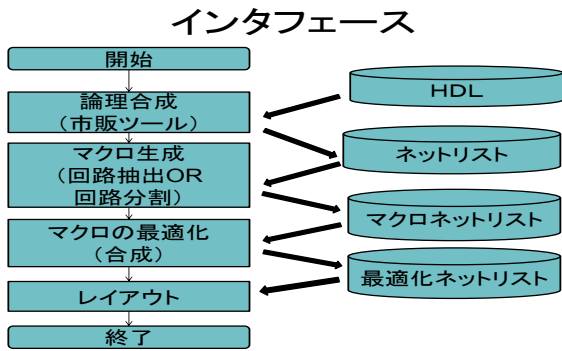 インタフェース
開始
論理合成
(市販ツール)
マクロ生成
(回路抽出OR
回路分割)
マクロの最適化
(合成)
レイアウト
終了
HDL
ネットリスト
マクロネットリスト
最適化ネットリスト